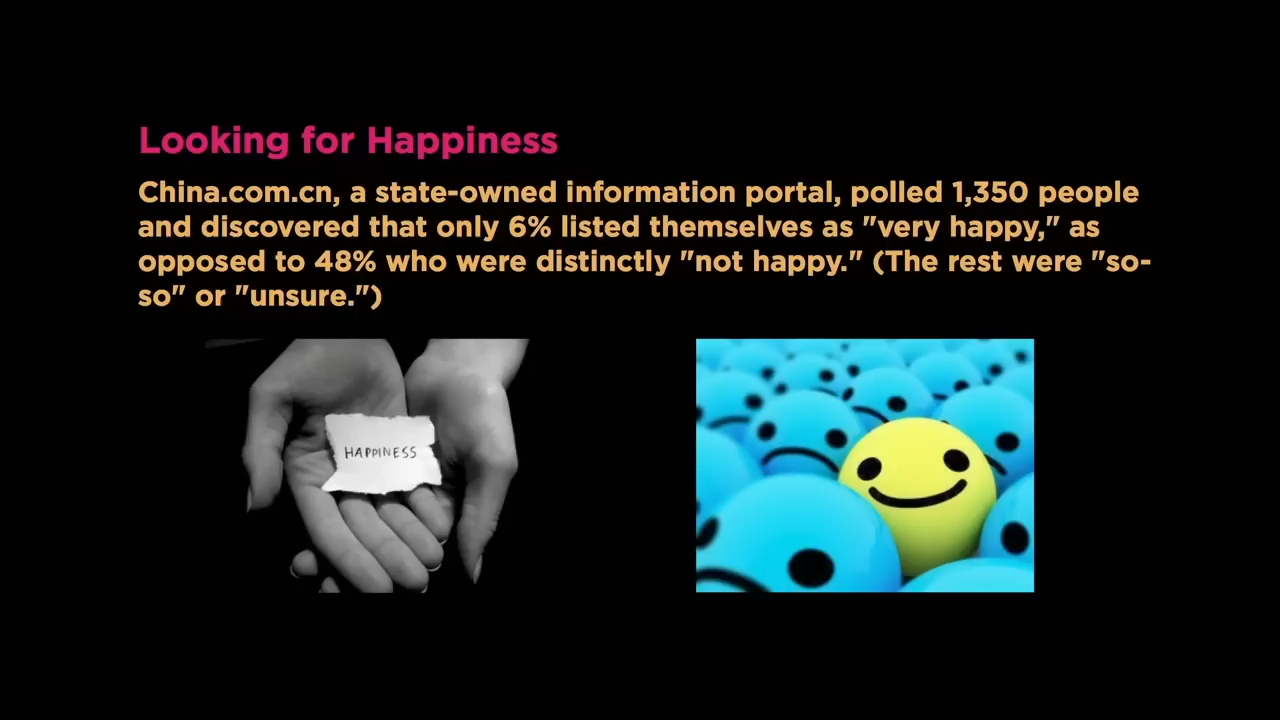 Looking for Happiness
China.com.cn, a state-owned information portal, polled 1,350 people
and discovered that only 6% listed themselves as "very happy," as
opposed to 48% who were distinctly "not happy." (The rest were "so-
so" or "unsure.")
HAPPINESS